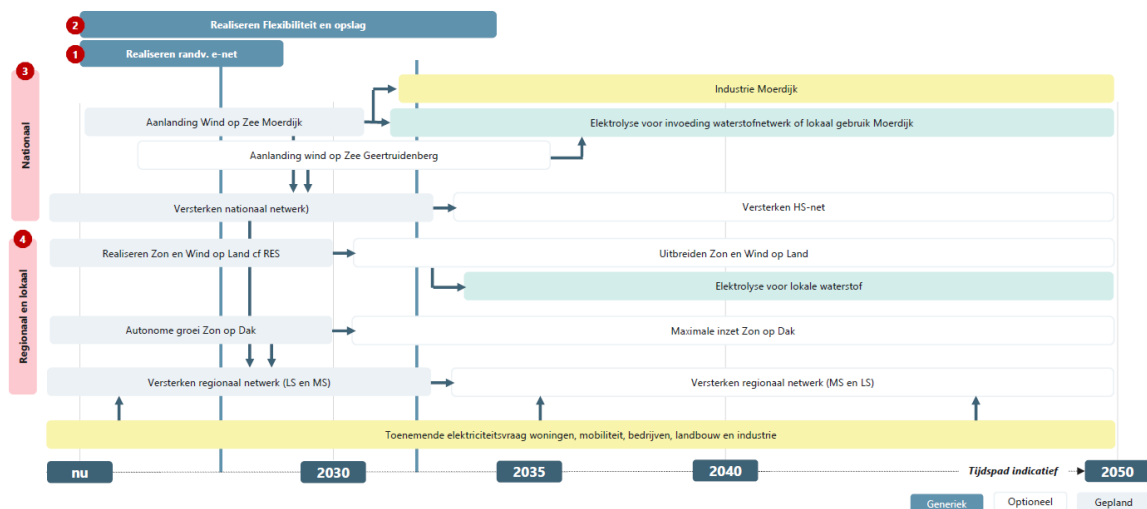 2
Realiseren Flexibiliteit en opslag
1
Realiseren randv. e-net
3
Nationaal
Industrie Moerdijk
Aanlanding Wind op Zee Moerdijk
Elektrolyse voor invoeding waterstofnetwerk of lokaal gebruik Moerdijk
Aanlanding wind op Zee Geertruidenberg
Versterken nationaal netwerk)
Versterken HS-net
4
Regionaal en lokaal
Realiseren Zon en Wind op Land cf RES
Uitbreiden Zon en Wind op Land
Elektrolyse voor lokale waterstof
Autonome groei Zon op Dak
Maximale inzet Zon op Dak
Versterken regionaal netwerk (LS en MS)
Versterken regionaal netwerk (MS en LS)
Toenemende elektriciteitsvraag woningen, mobiliteit, bedrijven, landbouw en industrie
nu
2030
2035
2040
Tijdspad indicatief
2050
Generiek
Optioneel
Gepland